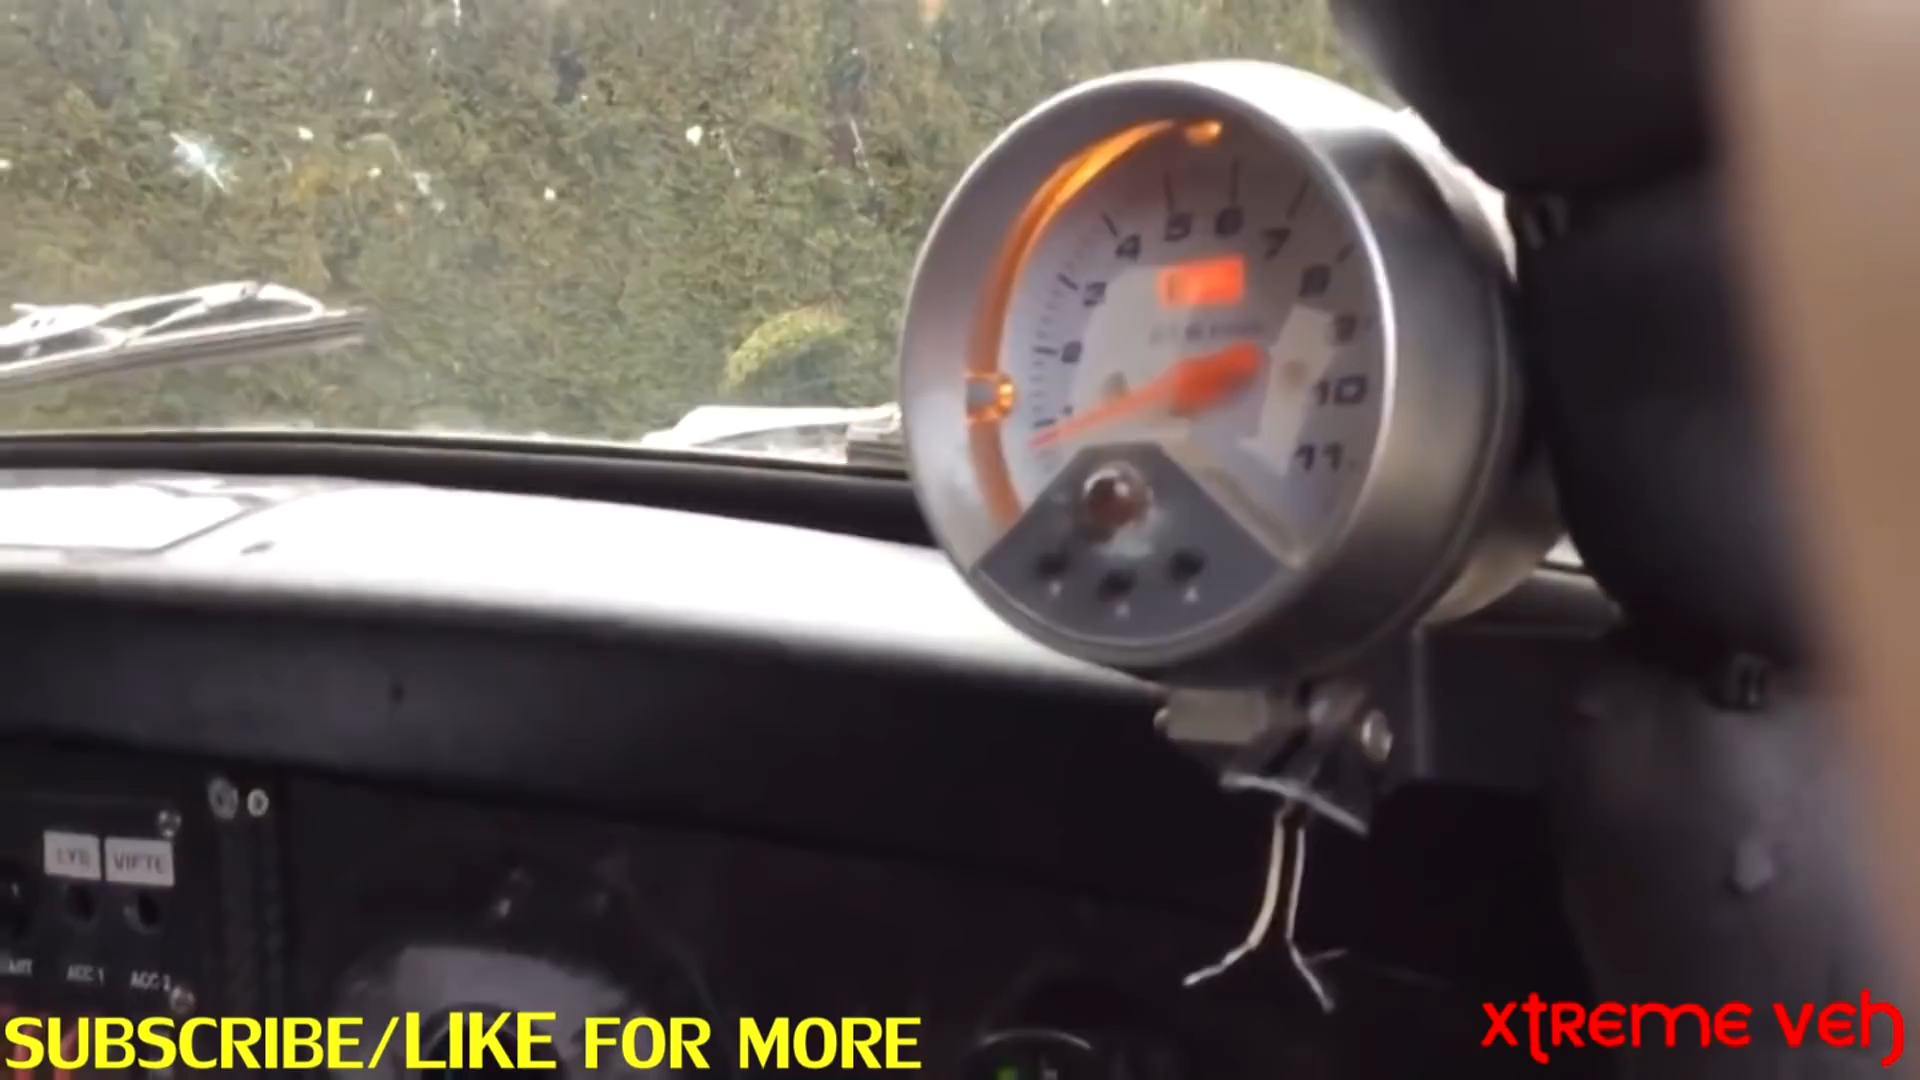 4 5 6 7
3 8
2 9
1 10
11
VIFTE
ACC 1 ACC 2
SUBSCRIBE/LIKE FOR MORE
xtreme veh